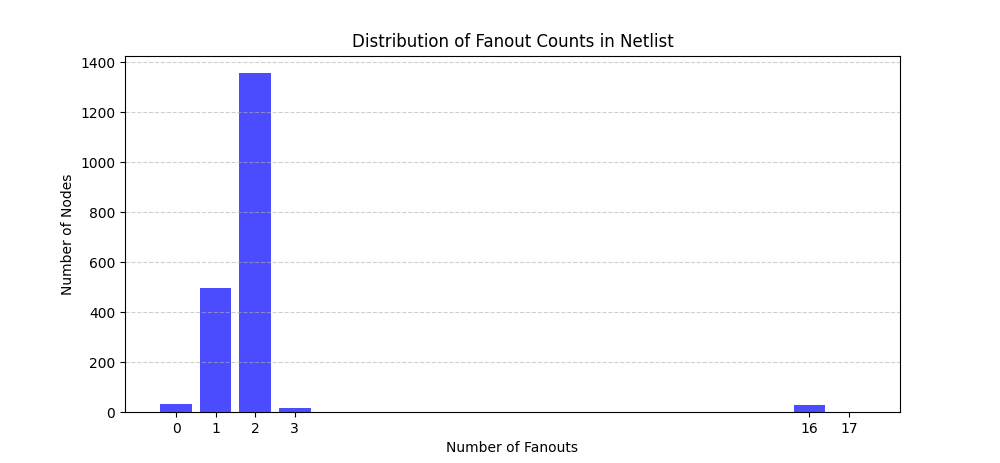 Distribution of Fanout Counts in Netlist
1400
1200
1000
800
600
400
200
0
Number of Nodes
0 1 2 3 16 17
Number of Fanouts